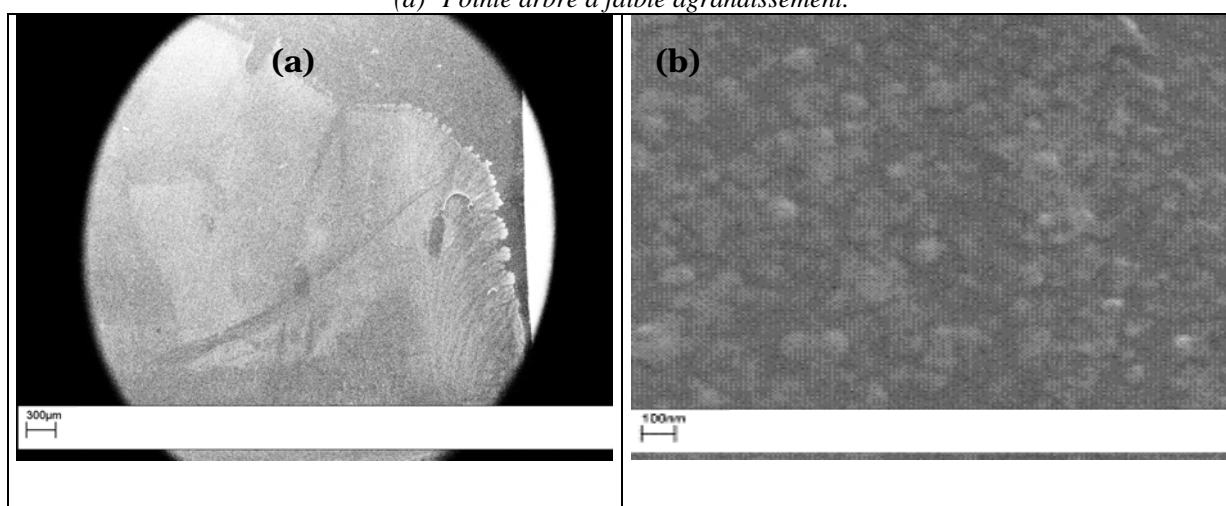 (a) Pointe arbre à faible agrandissement.
(a)
(b)
300µm
100nm